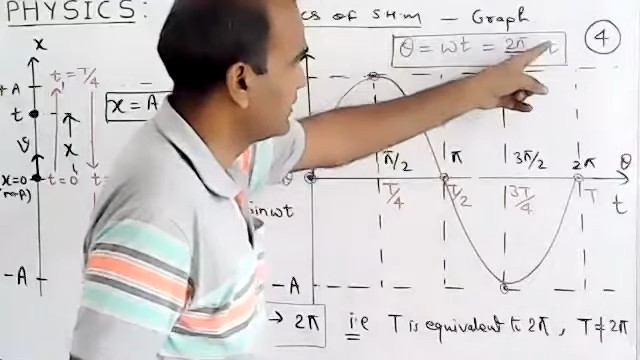 PHYSICS:
cs of SHM — Graph
4
θ = ωt = 2π t
x
t = T/4
+A
x = A
t
x
x=0
t=0
t=
θ
π/2
π
3π/2
2π
θ
T/4
T/2
3T/4
T
t
Sinωt
-A
-A
→ 2π
ie T is equivalent to 2π, T ≠ 2π